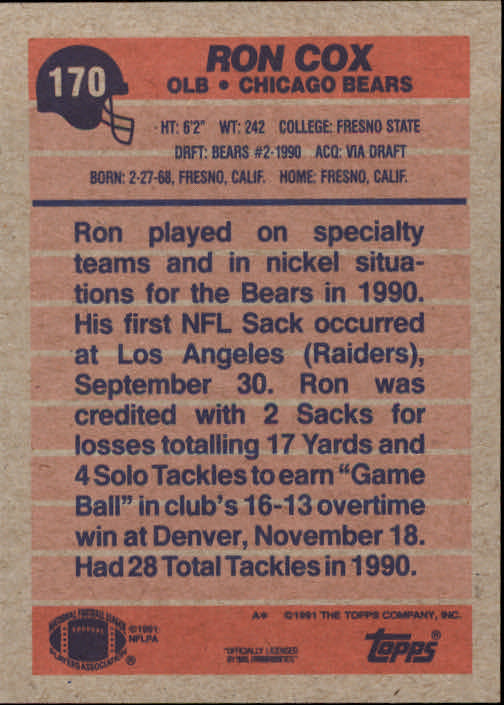 170
RON COX
OLB • CHICAGO BEARS
HT: 6'2" WT: 242 COLLEGE: FRESNO STATE
DRFT: BEARS #2-1990 ACQ: VIA DRAFT
BORN: 2-27-68, FRESNO, CALIF. HOME: FRESNO, CALIF.
Ron played on specialty
teams and in nickel situa-
tions for the Bears in 1990.
His first NFL Sack occurred
at Los Angeles (Raiders),
September 30. Ron was
credited with 2 Sacks for
losses totalling 17 Yards and
4 Solo Tackles to earn "Game
Ball" in club's 16-13 overtime
win at Denver, November 18.
Had 28 Total Tackles in 1990.
NATIONAL FOOTBALL LEAGUE
PLAYERS ASSOCIATION
®
©1991
NFLPA
A* ©1991 THE TOPPS COMPANY, INC.
"OFFICIALLY LICENSED
topps®